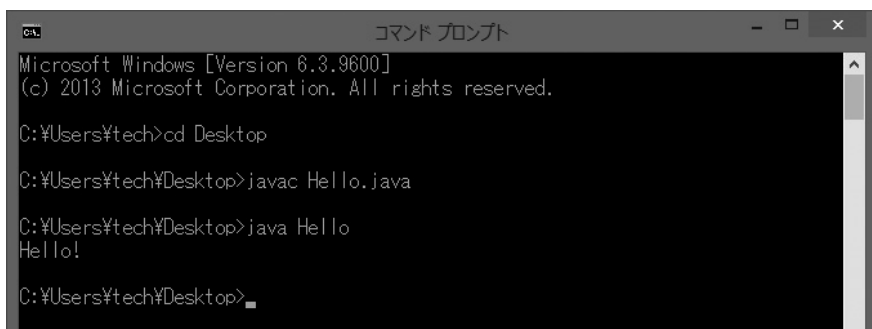 コマンド プロンプト
Microsoft Windows [Version 6.3.9600]
(c) 2013 Microsoft Corporation. All rights reserved.
C:¥Users¥tech>cd Desktop
C:¥Users¥tech¥Desktop>javac Hello.java
C:¥Users¥tech¥Desktop>java Hello
Hello!
C:¥Users¥tech¥Desktop>